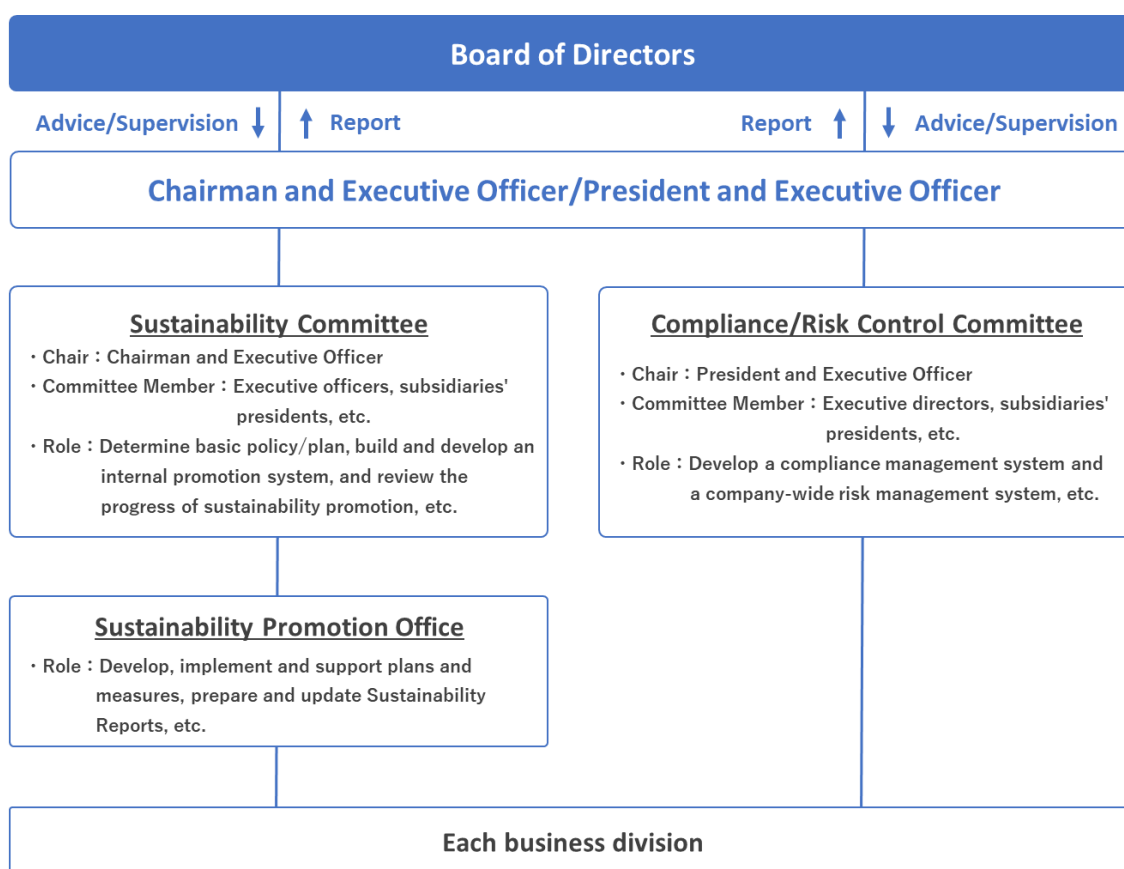 Board of Directors
Advice/Supervision ↓ ↑ Report
Report ↑ ↓ Advice/Supervision
Chairman and Executive Officer/President and Executive Officer
Sustainability Committee
・Chair：Chairman and Executive Officer
・Committee Member：Executive officers, subsidiaries'
presidents, etc.
・Role：Determine basic policy/plan, build and develop an
internal promotion system, and review the
progress of sustainability promotion, etc.
Compliance/Risk Control Committee
・Chair：President and Executive Officer
・Committee Member：Executive directors, subsidiaries'
presidents, etc.
・Role：Develop a compliance management system and
a company-wide risk management system, etc.
Sustainability Promotion Office
・Role：Develop, implement and support plans and
measures, prepare and update Sustainability
Reports, etc.
Each business division